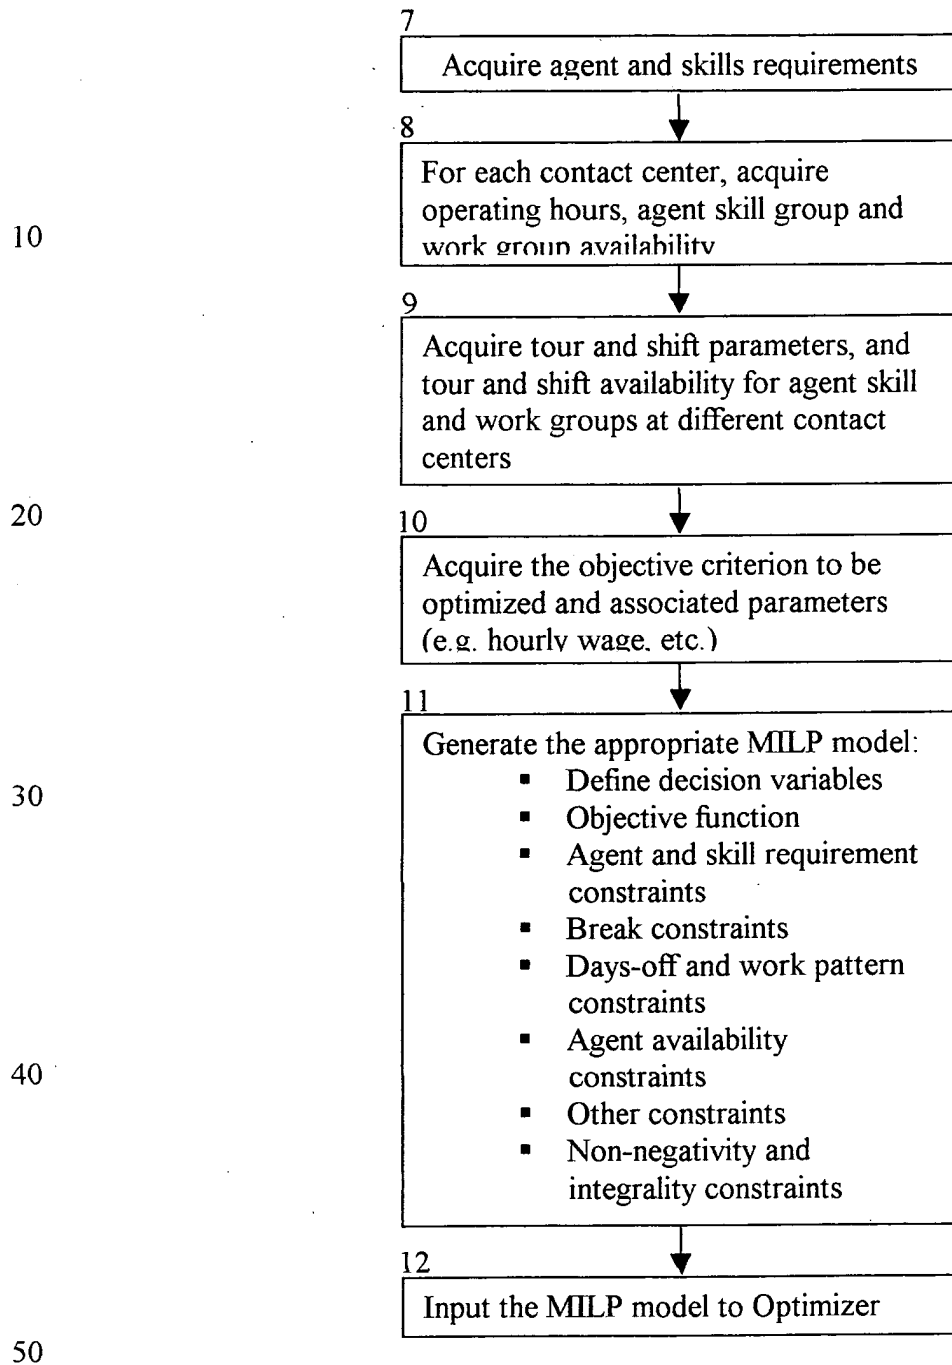 7
Acquire agent and skills requirements
8
For each contact center, acquire
operating hours, agent skill group and
work group availability
10
9
Acquire tour and shift parameters, and
tour and shift availability for agent skill
and work groups at different contact
centers
20
10
Acquire the objective criterion to be
optimized and associated parameters
(e.g. hourly wage, etc.)
11
Generate the appropriate MILP model:
▪ Define decision variables
30
▪ Objective function
▪ Agent and skill requirement
constraints
▪ Break constraints
▪ Days-off and work pattern
constraints
▪ Agent availability
constraints
40
▪ Other constraints
▪ Non-negativity and
integrality constraints
12
Input the MILP model to Optimizer
50